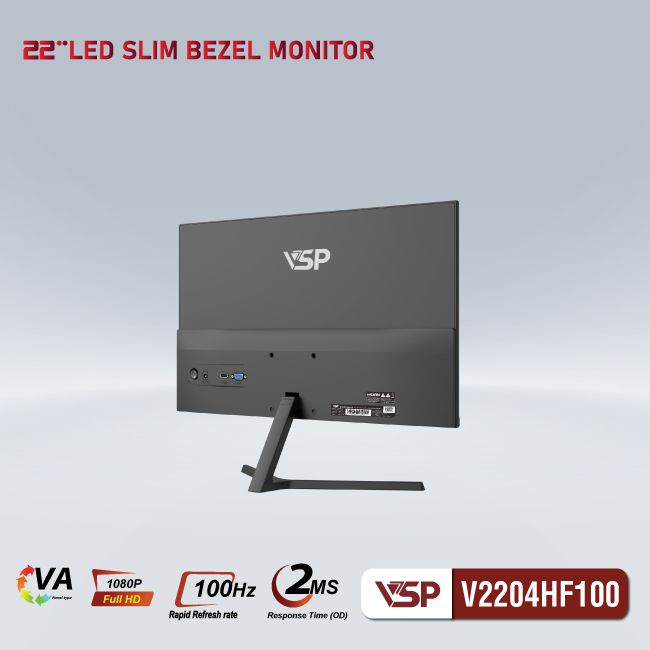 22"LED SLIM BEZEL MONITOR
VSP
HDMI
VA
Panel type
1080P
Full HD
100Hz
Rapid Refresh rate
2MS
Response Time (OD)
VSP V2204HF100